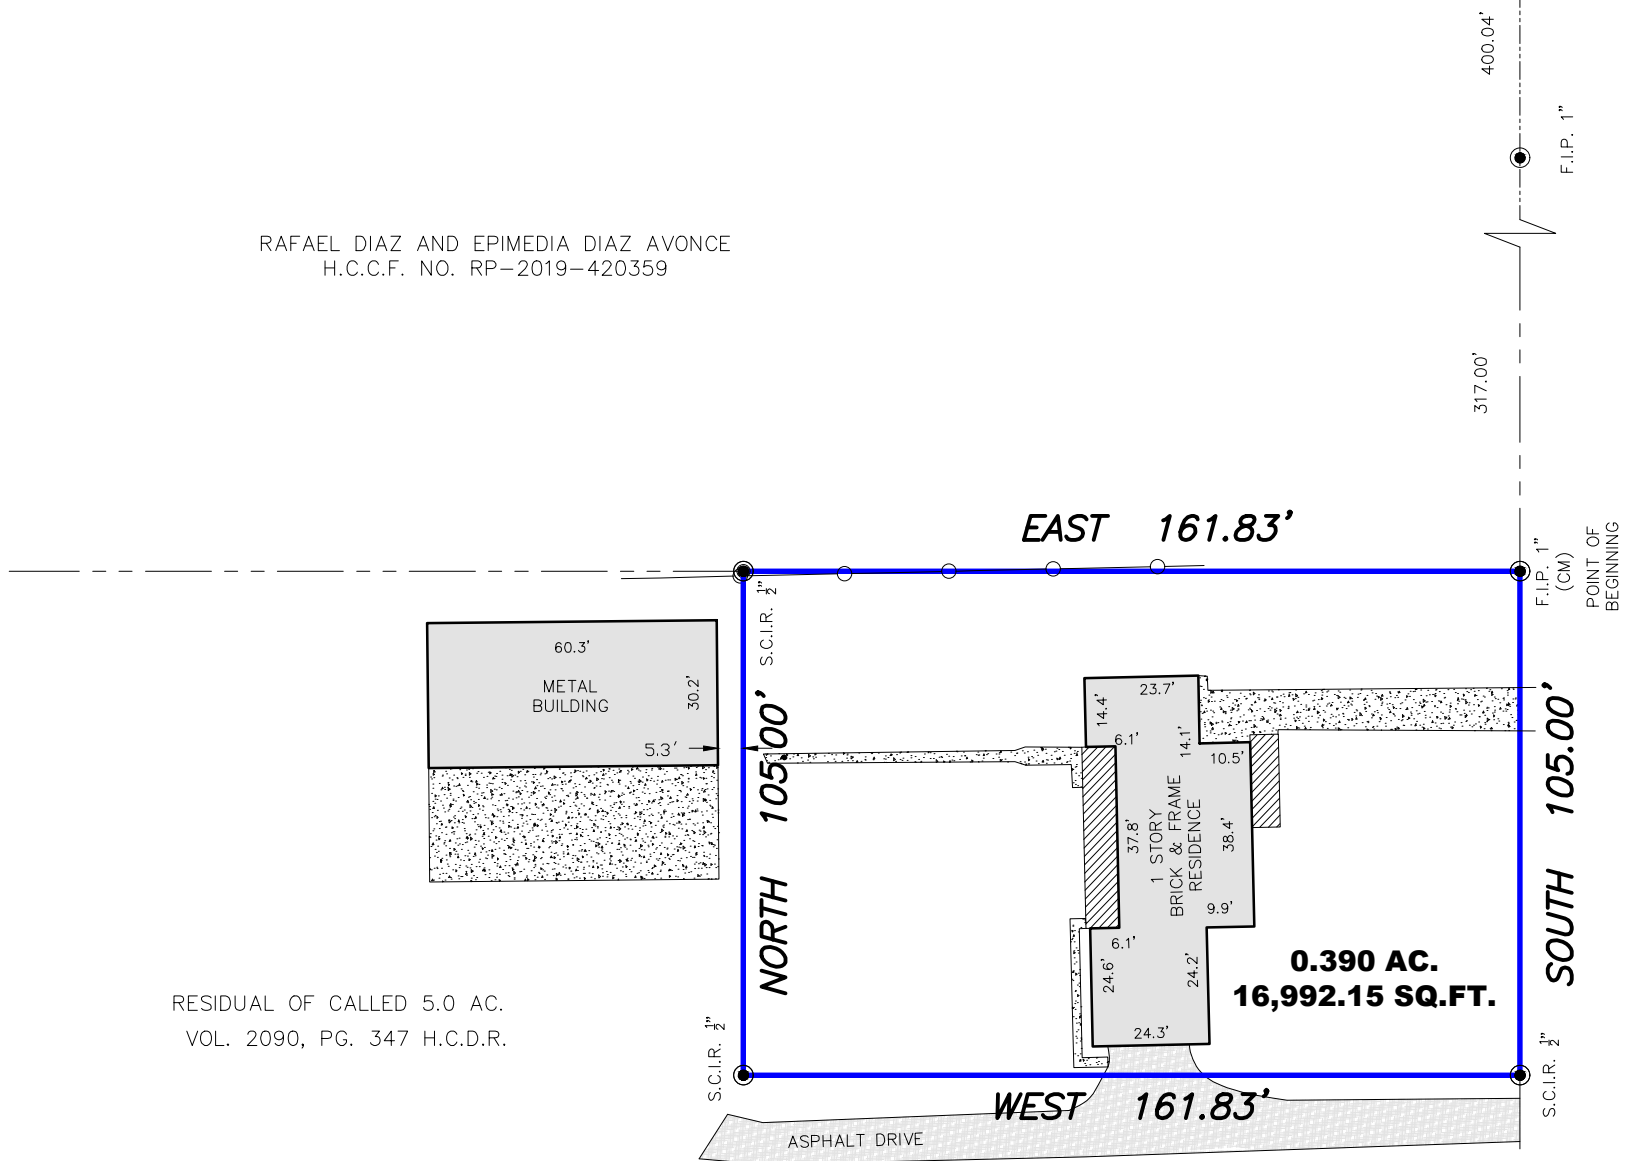 400.04'
F.I.P. 1"
RAFAEL DIAZ AND EPIMEDIA DIAZ AVONCE
H.C.C.F. NO. RP-2019-420359
317.00'
EAST 161.83'
F.I.P. 1"
(CM)
POINT OF
BEGINNING
S.C.I.R. 1/2"
60.3'
METAL
BUILDING
30.2'
5.3'
NORTH 105.00'
23.7'
14.4'
6.1'
14.1'
10.5'
37.8'
1 STORY
BRICK & FRAME
RESIDENCE
38.4'
9.9'
6.1'
24.6'
24.2'
24.3'
SOUTH 105.00'
0.390 AC.
16,992.15 SQ.FT.
RESIDUAL OF CALLED 5.0 AC.
VOL. 2090, PG. 347 H.C.D.R.
S.C.I.R. 1/2"
S.C.I.R. 1/2"
WEST 161.83'
ASPHALT DRIVE